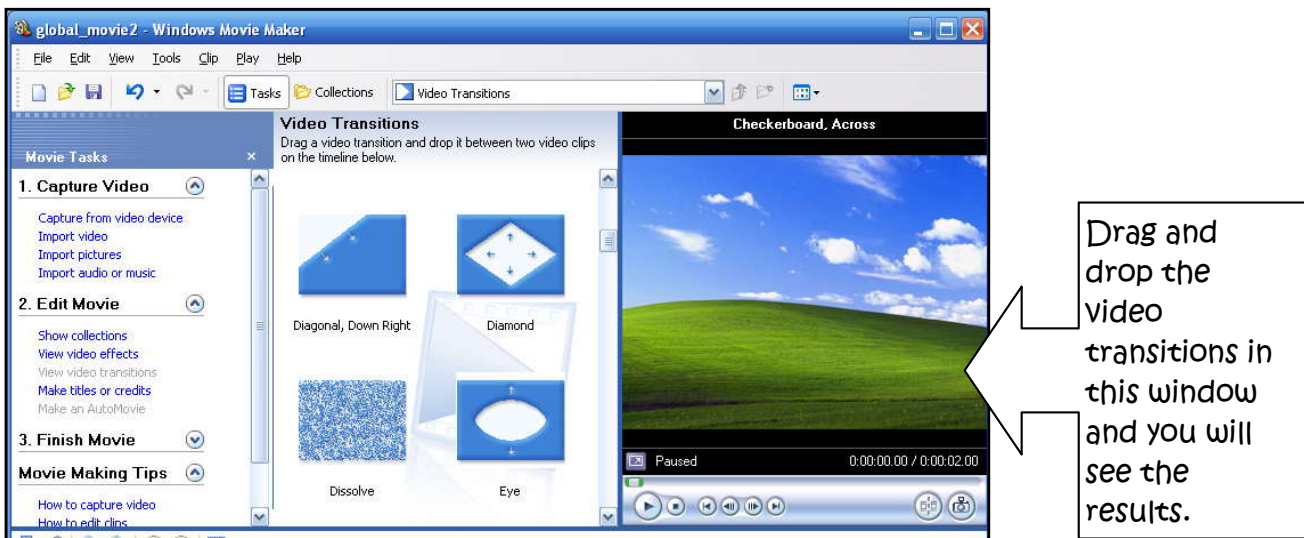 global_movie2 - Windows Movie Maker
File Edit View Tools Clip Play Help
Tasks Collections Video Transitions
Movie Tasks
1. Capture Video
Capture from video device
Import video
Import pictures
Import audio or music
2. Edit Movie
Show collections
View video effects
View video transitions
Make titles or credits
Make an AutoMovie
3. Finish Movie
Movie Making Tips
How to capture video
How to edit clips
Video Transitions
Drag a video transition and drop it between two video clips
on the timeline below.
Diagonal, Down Right
Diamond
Dissolve
Eye
Checkerboard, Across
Paused 0:00:00.00 / 0:00:02.00
Drag and
drop the
video
transitions in
this window
and you will
see the
results.